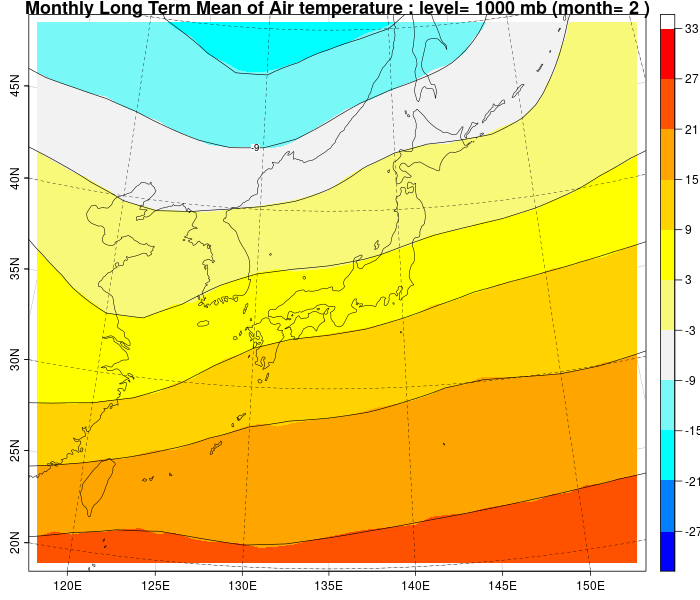 Monthly Long Term Mean of Air temperature : level= 1000 mb (month= 2 )
45N
40N
35N
30N
25N
20N
120E
125E
130E
135E
140E
145E
150E
-9
33
27
21
15
9
3
-3
-9
-15
-21
-27